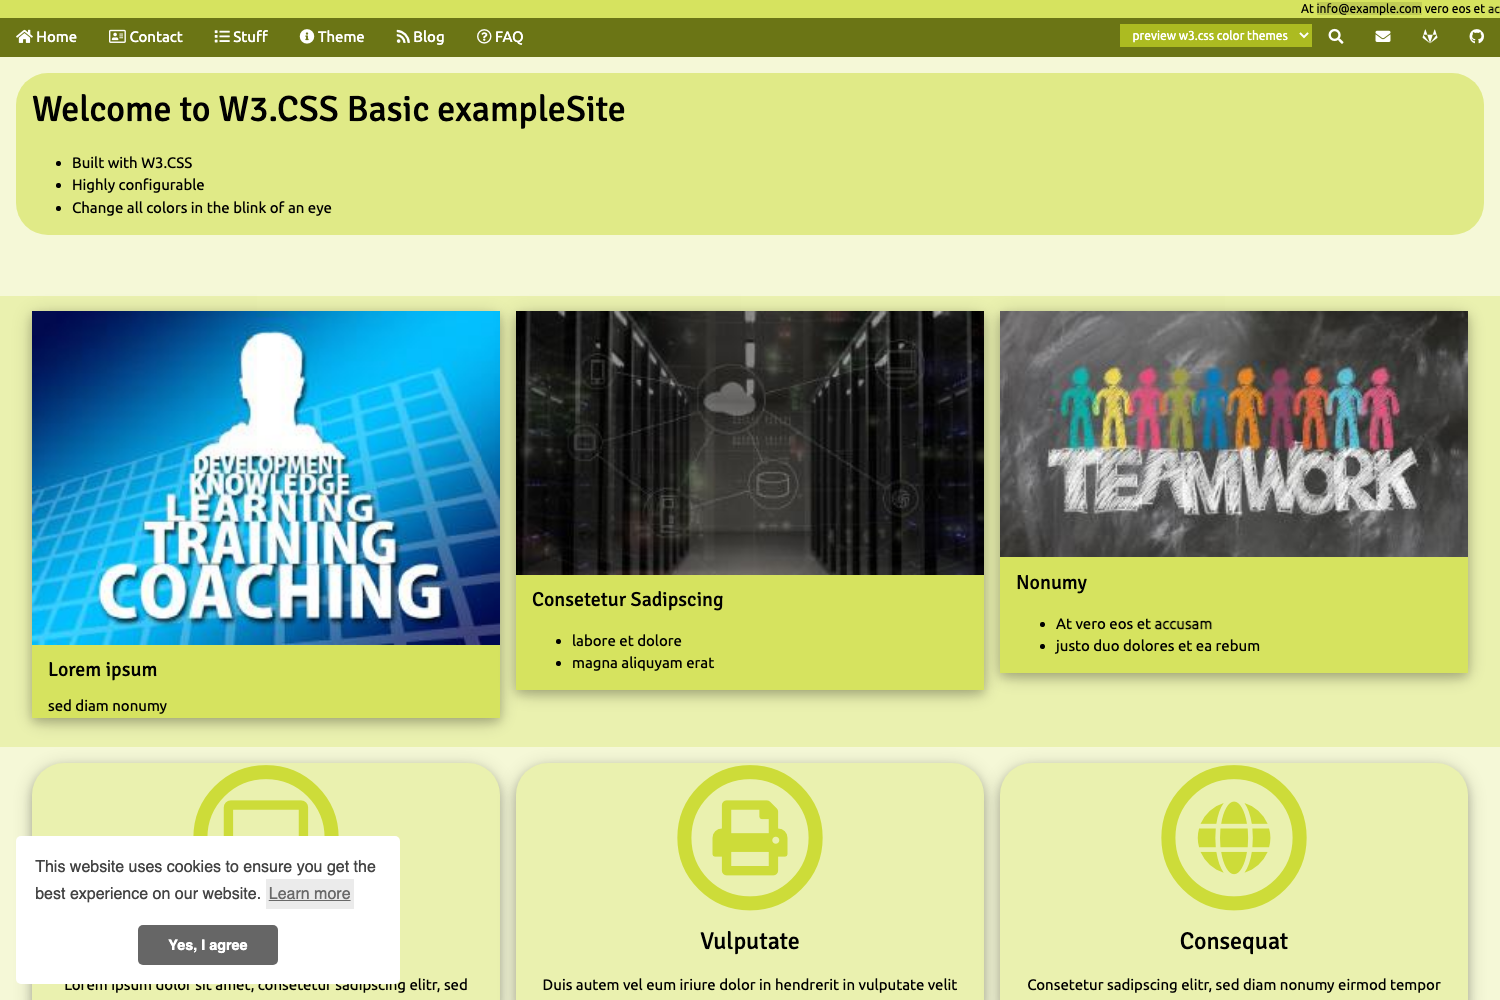 At info@example.com vero eos et ac
Home Contact Stuff Theme Blog FAQ preview w3.css color themes
Welcome to W3.CSS Basic exampleSite
Built with W3.CSS
Highly configurable
Change all colors in the blink of an eye
DEVELOPMENT
KNOWLEDGE
LEARNING
TRAINING
COACHING
Lorem ipsum
sed diam nonumy
Consetetur Sadipscing
labore et dolore
magna aliquyam erat
TEAMWORK
Nonumy
At vero eos et accusam
justo duo dolores et ea rebum
This website uses cookies to ensure you get the
best experience on our website. Learn more
Yes, I agree
Lorem ipsum dolor sit amet, consetetur sadipscing elitr, sed
Vulputate
Duis autem vel eum iriure dolor in hendrerit in vulputate velit
Consequat
Consetetur sadipscing elitr, sed diam nonumy eirmod tempor